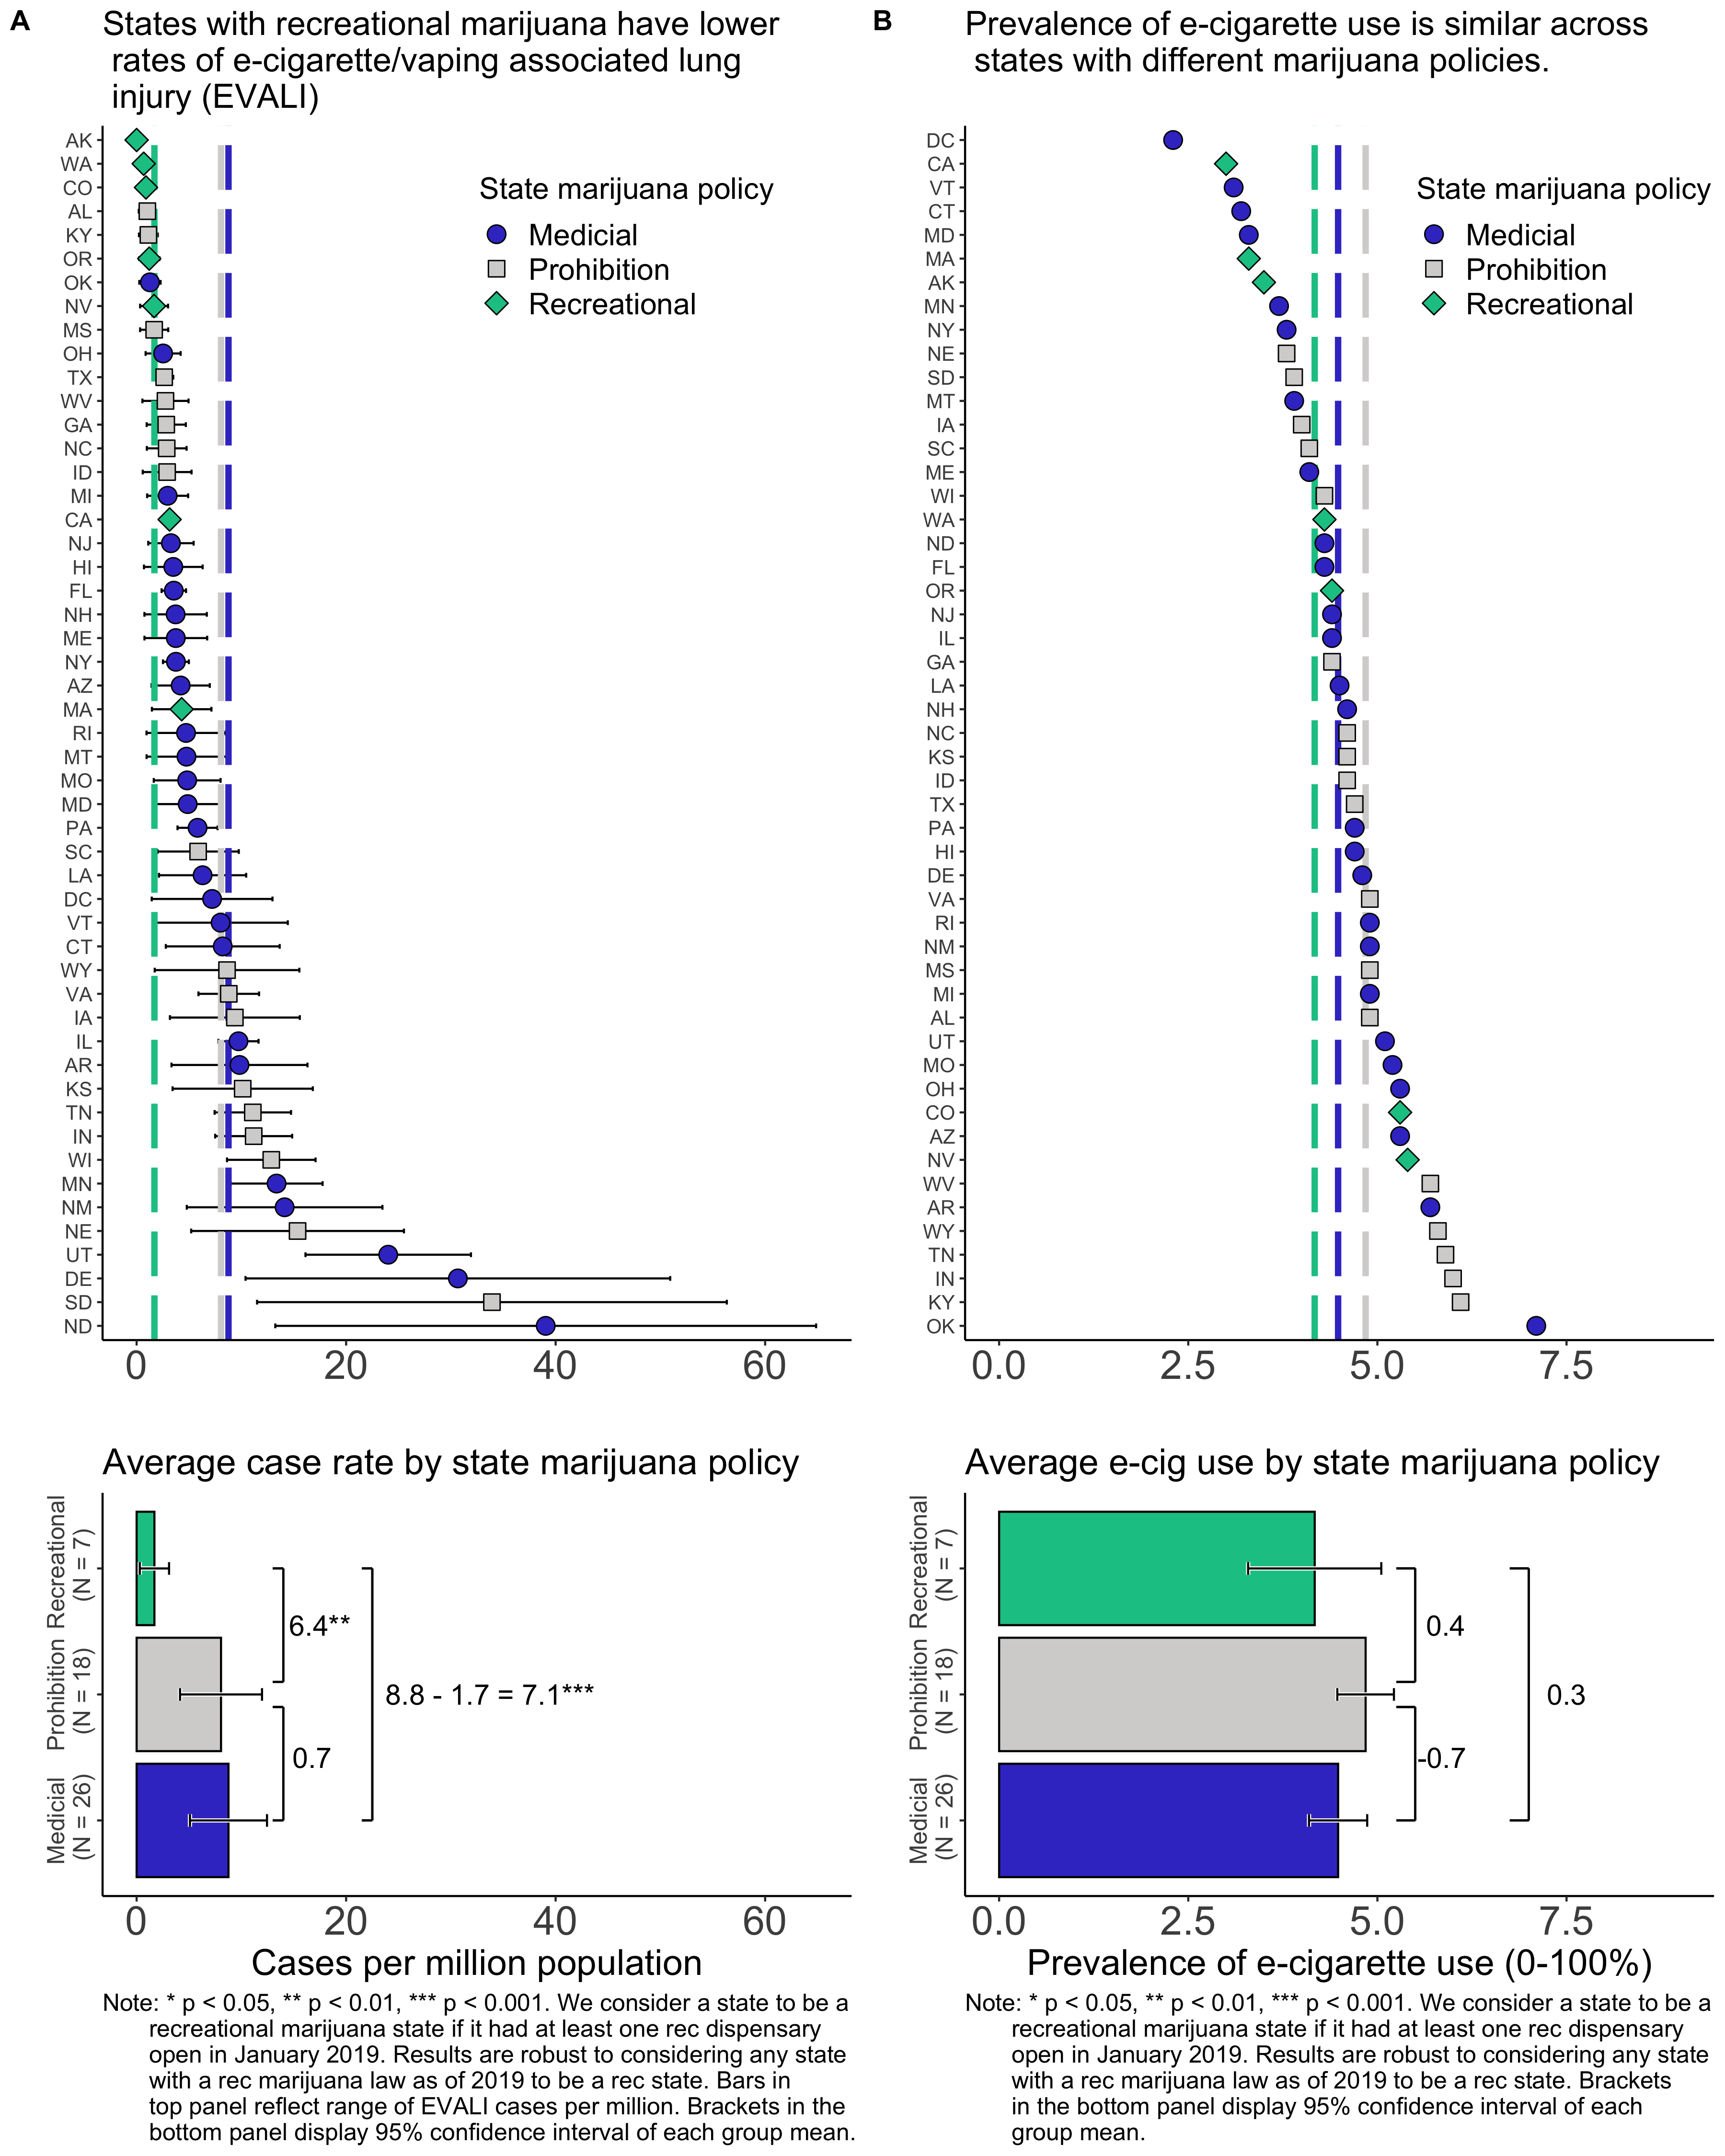 A
States with recreational marijuana have lower
rates of e-cigarette/vaping associated lung
injury (EVALI)
AK
WA
CO
AL
KY
OR
OK
NV
MS
OH
TX
WV
GA
NC
ID
MI
CA
NJ
HI
FL
NH
ME
NY
AZ
MA
RI
MT
MO
MD
PA
SC
LA
DC
VT
CT
WY
VA
IA
IL
AR
KS
TN
IN
WI
MN
NM
NE
UT
DE
SD
ND
State marijuana policy
Medicial
Prohibition
Recreational
0 20 40 60
B
Prevalence of e-cigarette use is similar across
states with different marijuana policies.
DC
CA
VT
CT
MD
MA
AK
MN
NY
NE
SD
MT
IA
SC
ME
WI
WA
ND
FL
OR
NJ
IL
GA
LA
NH
NC
KS
ID
TX
PA
HI
DE
VA
RI
NM
MS
MI
AL
UT
MO
OH
CO
AZ
NV
WV
AR
WY
TN
IN
KY
OK
State marijuana policy
Medicial
Prohibition
Recreational
0.0 2.5 5.0 7.5
Average case rate by state marijuana policy
Recreational
(N = 7)
Prohibition
(N = 18)
Medicial
(N = 26)
6.4**
8.8 - 1.7 = 7.1***
0.7
0 20 40 60
Cases per million population
Note: * p < 0.05, ** p < 0.01, *** p < 0.001. We consider a state to be a
recreational marijuana state if it had at least one rec dispensary
open in January 2019. Results are robust to considering any state
with a rec marijuana law as of 2019 to be a rec state. Bars in
top panel reflect range of EVALI cases per million. Brackets in the
bottom panel display 95% confidence interval of each group mean.
Average e-cig use by state marijuana policy
Recreational
(N = 7)
Prohibition
(N = 18)
Medicial
(N = 26)
0.4
0.3
-0.7
0.0 2.5 5.0 7.5
Prevalence of e-cigarette use (0-100%)
Note: * p < 0.05, ** p < 0.01, *** p < 0.001. We consider a state to be a
recreational marijuana state if it had at least one rec dispensary
open in January 2019. Results are robust to considering any state
with a rec marijuana law as of 2019 to be a rec state. Brackets
in the bottom panel display 95% confidence interval of each
group mean.